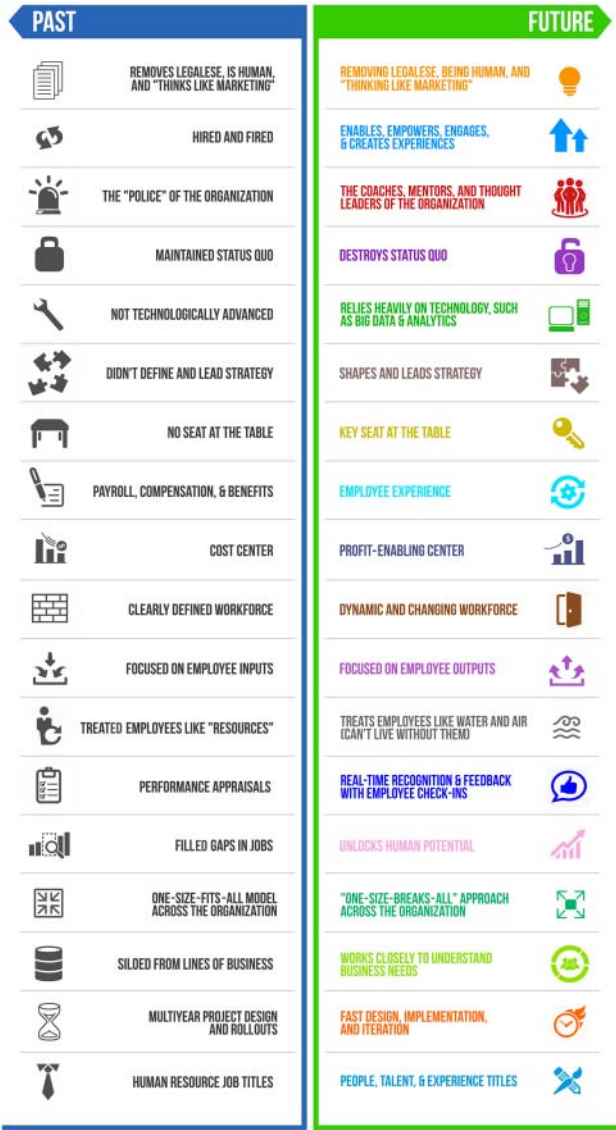 PAST
FUTURE
REMOVES LEGALESE, IS HUMAN,
AND "THINKS LIKE MARKETING"
REMOVING LEGALESE, BEING HUMAN, AND
"THINKING LIKE MARKETING"
HIRED AND FIRED
ENABLES, EMPOWERS, ENGAGES,
& CREATES EXPERIENCES
THE "POLICE" OF THE ORGANIZATION
THE COACHES, MENTORS, AND THOUGHT
LEADERS OF THE ORGANIZATION
MAINTAINED STATUS QUO
DESTROYS STATUS QUO
NOT TECHNOLOGICALLY ADVANCED
RELIES HEAVILY ON TECHNOLOGY, SUCH
AS BIG DATA & ANALYTICS
DIDN'T DEFINE AND LEAD STRATEGY
SHAPES AND LEADS STRATEGY
NO SEAT AT THE TABLE
KEY SEAT AT THE TABLE
PAYROLL, COMPENSATION, & BENEFITS
EMPLOYEE EXPERIENCE
COST CENTER
PROFIT-ENABLING CENTER
CLEARLY DEFINED WORKFORCE
DYNAMIC AND CHANGING WORKFORCE
FOCUSED ON EMPLOYEE INPUTS
FOCUSED ON EMPLOYEE OUTPUTS
TREATED EMPLOYEES LIKE "RESOURCES"
TREATS EMPLOYEES LIKE WATER AND AIR
(CAN'T LIVE WITHOUT THEM)
PERFORMANCE APPRAISALS
REAL-TIME RECOGNITION & FEEDBACK
WITH EMPLOYEE CHECK-INS
FILLED GAPS IN JOBS
UNLOCKS HUMAN POTENTIAL
ONE-SIZE-FITS-ALL MODEL
ACROSS THE ORGANIZATION
"ONE-SIZE-BREAKS-ALL" APPROACH
ACROSS THE ORGANIZATION
SILOED FROM LINES OF BUSINESS
WORKS CLOSELY TO UNDERSTAND
BUSINESS NEEDS
MULTIYEAR PROJECT DESIGN
AND ROLLOUTS
FAST DESIGN, IMPLEMENTATION,
AND ITERATION
HUMAN RESOURCE JOB TITLES
PEOPLE, TALENT, & EXPERIENCE TITLES